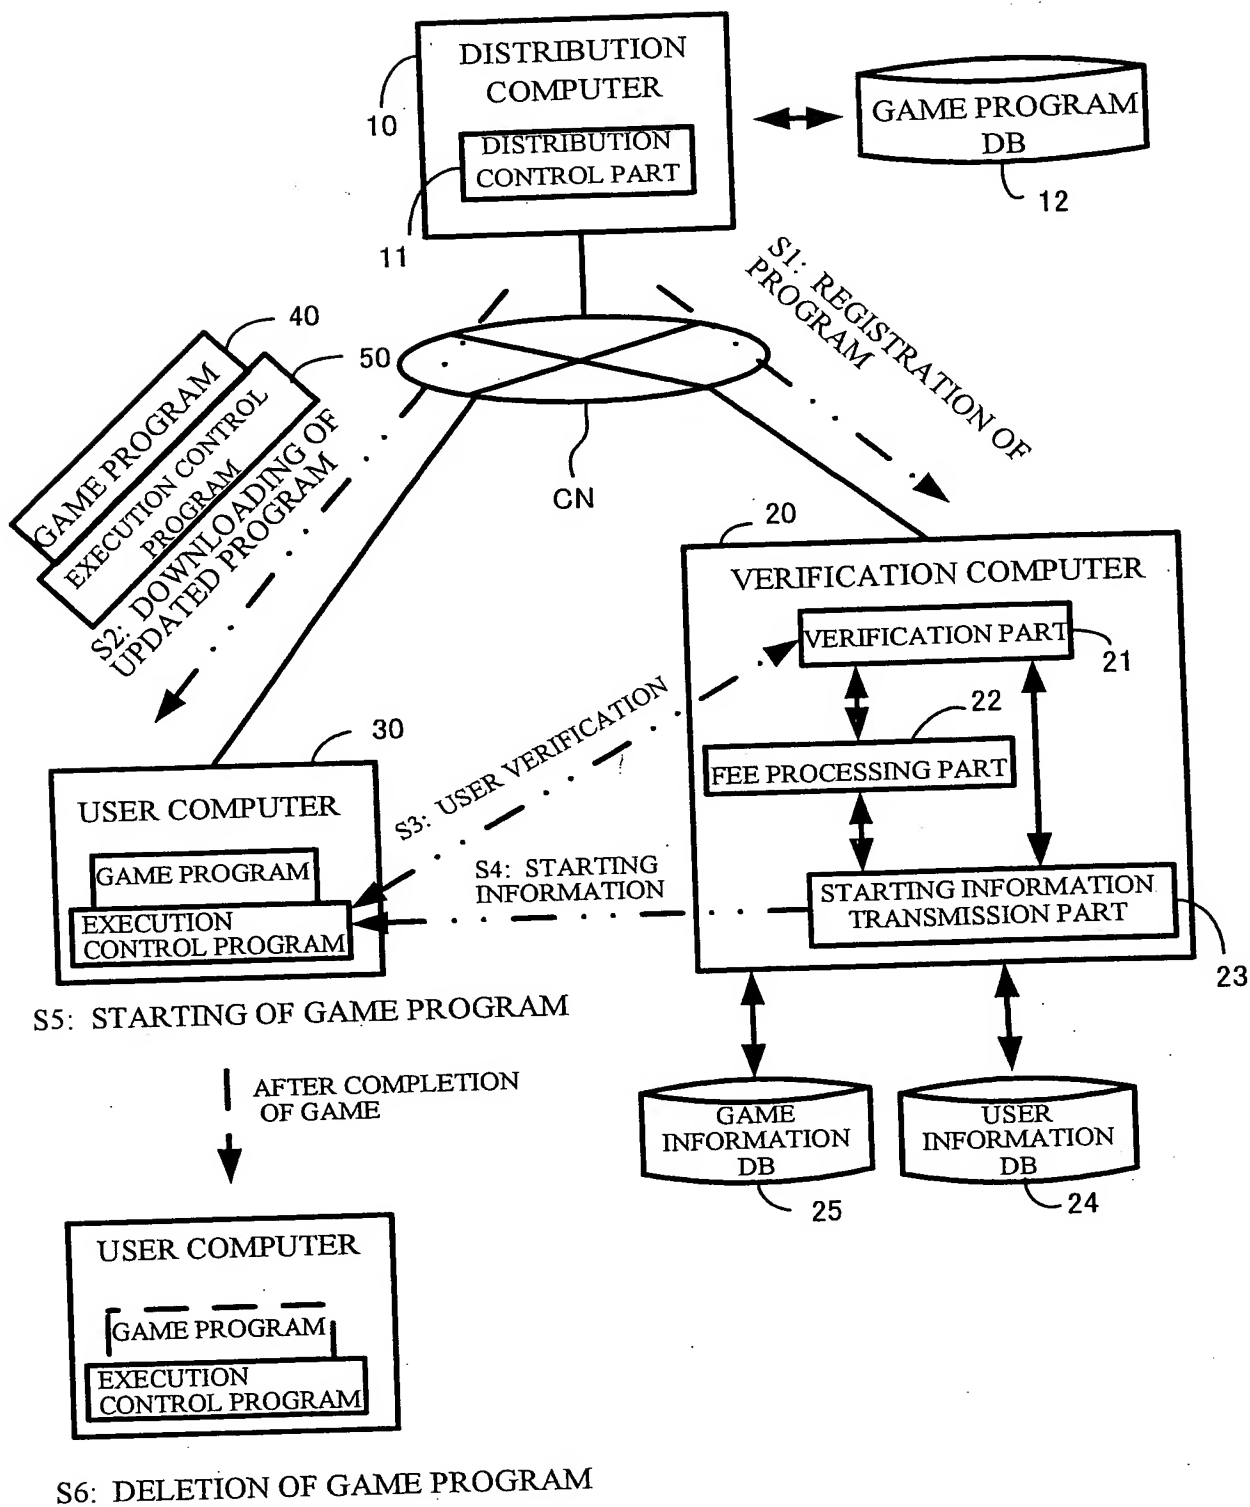 DISTRIBUTION
COMPUTER
10
DISTRIBUTION
CONTROL PART
11
GAME PROGRAM
DB
12
S1: REGISTRATION OF
PROGRAM
40
50
GAME PROGRAM
EXECUTION CONTROL
PROGRAM
S2: DOWNLOADING OF
UPDATED PROGRAM
CN
20
VERIFICATION COMPUTER
VERIFICATION PART
21
22
FEE PROCESSING PART
STARTING INFORMATION
TRANSMISSION PART
23
30
USER COMPUTER
GAME PROGRAM
EXECUTION
CONTROL PROGRAM
S3: USER VERIFICATION
S4: STARTING
INFORMATION
S5: STARTING OF GAME PROGRAM
AFTER COMPLETION
OF GAME
GAME
INFORMATION
DB
25
USER
INFORMATION
DB
24
USER COMPUTER
GAME PROGRAM
EXECUTION
CONTROL PROGRAM
S6: DELETION OF GAME PROGRAM